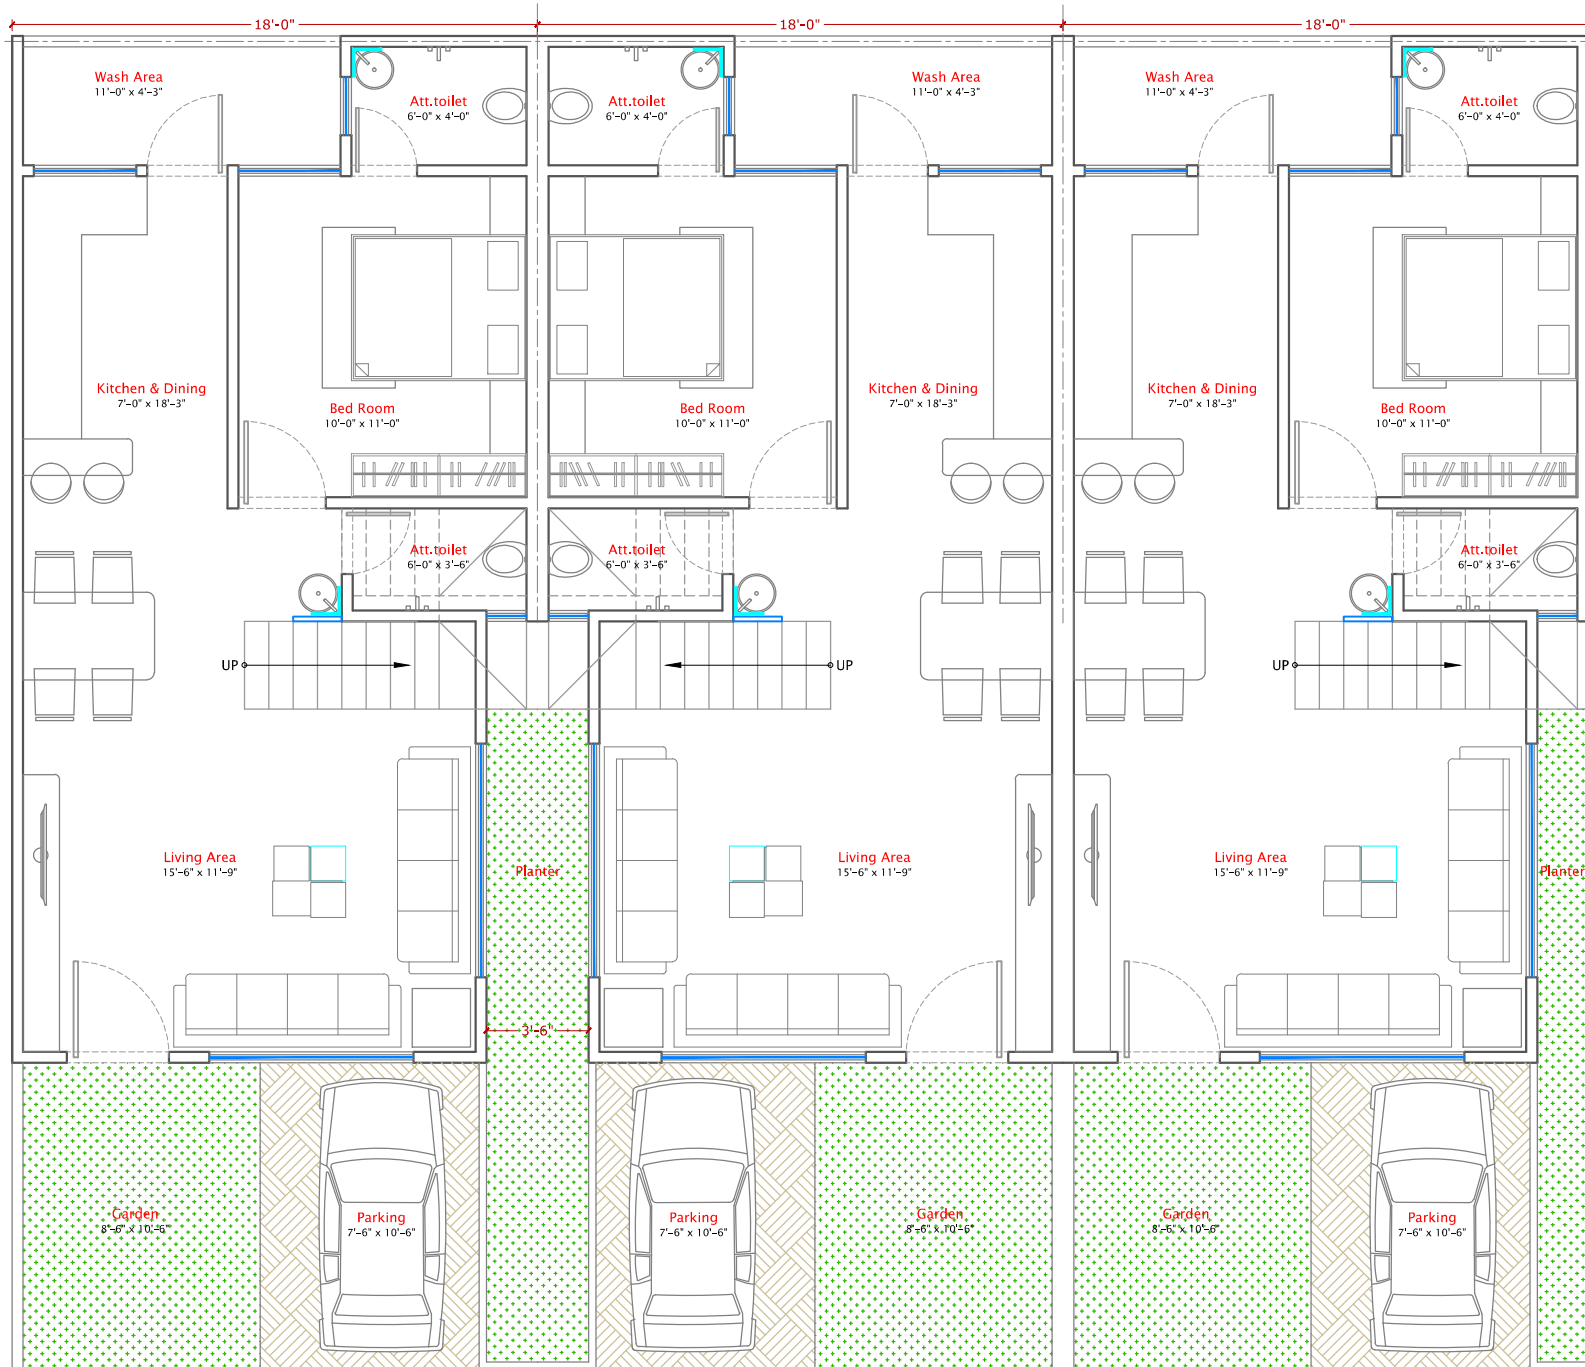 18'-0" 18'-0" 18'-0"
Wash Area
11'-0" x 4'-3"
Att.toilet
6'-0" x 4'-0"
Att.toilet
6'-0" x 4'-0"
Wash Area
11'-0" x 4'-3"
Wash Area
11'-0" x 4'-3"
Att.toilet
6'-0" x 4'-0"
Kitchen & Dining
7'-0" x 18'-3"
Bed Room
10'-0" x 11'-0"
Bed Room
10'-0" x 11'-0"
Kitchen & Dining
7'-0" x 18'-3"
Kitchen & Dining
7'-0" x 18'-3"
Bed Room
10'-0" x 11'-0"
Att.toilet
6'-0" x 3'-6"
Att.toilet
6'-0" x 3'-6"
Att.toilet
6'-0" x 3'-6"
UP
UP
UP
Living Area
15'-6" x 11'-9"
Planter
Living Area
15'-6" x 11'-9"
Living Area
15'-6" x 11'-9"
Planter
3'-6"
Garden
8'-6" x 10'-6"
Parking
7'-6" x 10'-6"
Parking
7'-6" x 10'-6"
Garden
8'-6" x 10'-6"
Garden
8'-6" x 10'-6"
Parking
7'-6" x 10'-6"